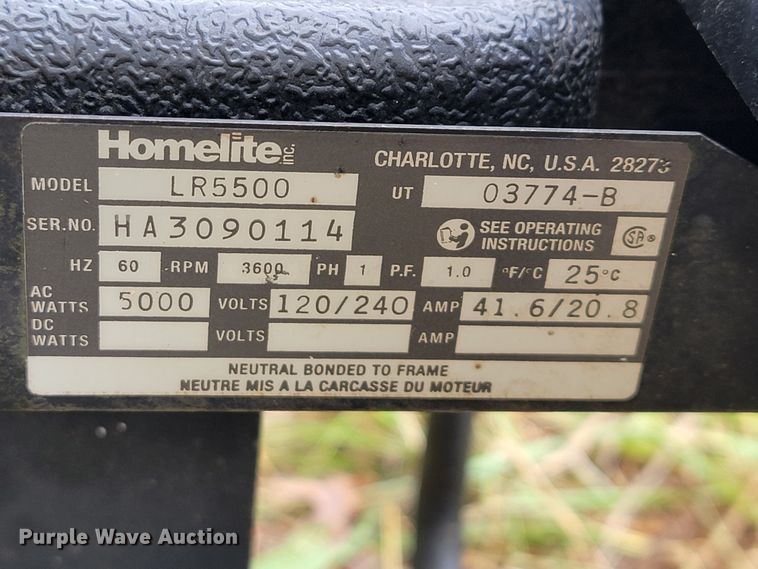 Homelite inc.
CHARLOTTE, NC, U.S.A. 28273
MODEL LR5500 UT 03774-B
SER.NO. HA3090114
SEE OPERATING
INSTRUCTIONS
SA ®
HZ 60 RPM 3600 PH 1 P.F. 1.0 °F/°C 25°C
AC
WATTS 5000 VOLTS 120/240 AMP 41.6/20.8
DC
WATTS VOLTS AMP
NEUTRAL BONDED TO FRAME
NEUTRE MIS A LA CARCASSE DU MOTEUR
Purple Wave Auction®